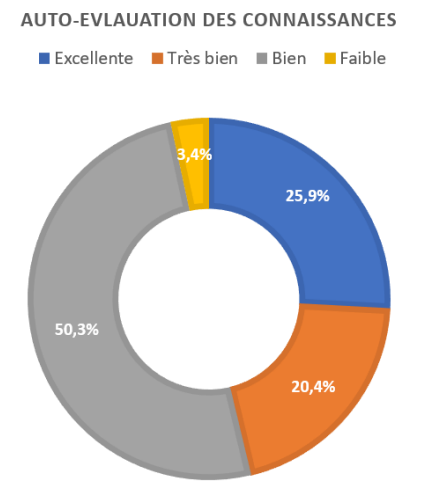 AUTO-EVLAUATION DES CONNAISSANCES
Excellente Très bien Bien Faible
3,4%
25,9%
50,3%
20,4%